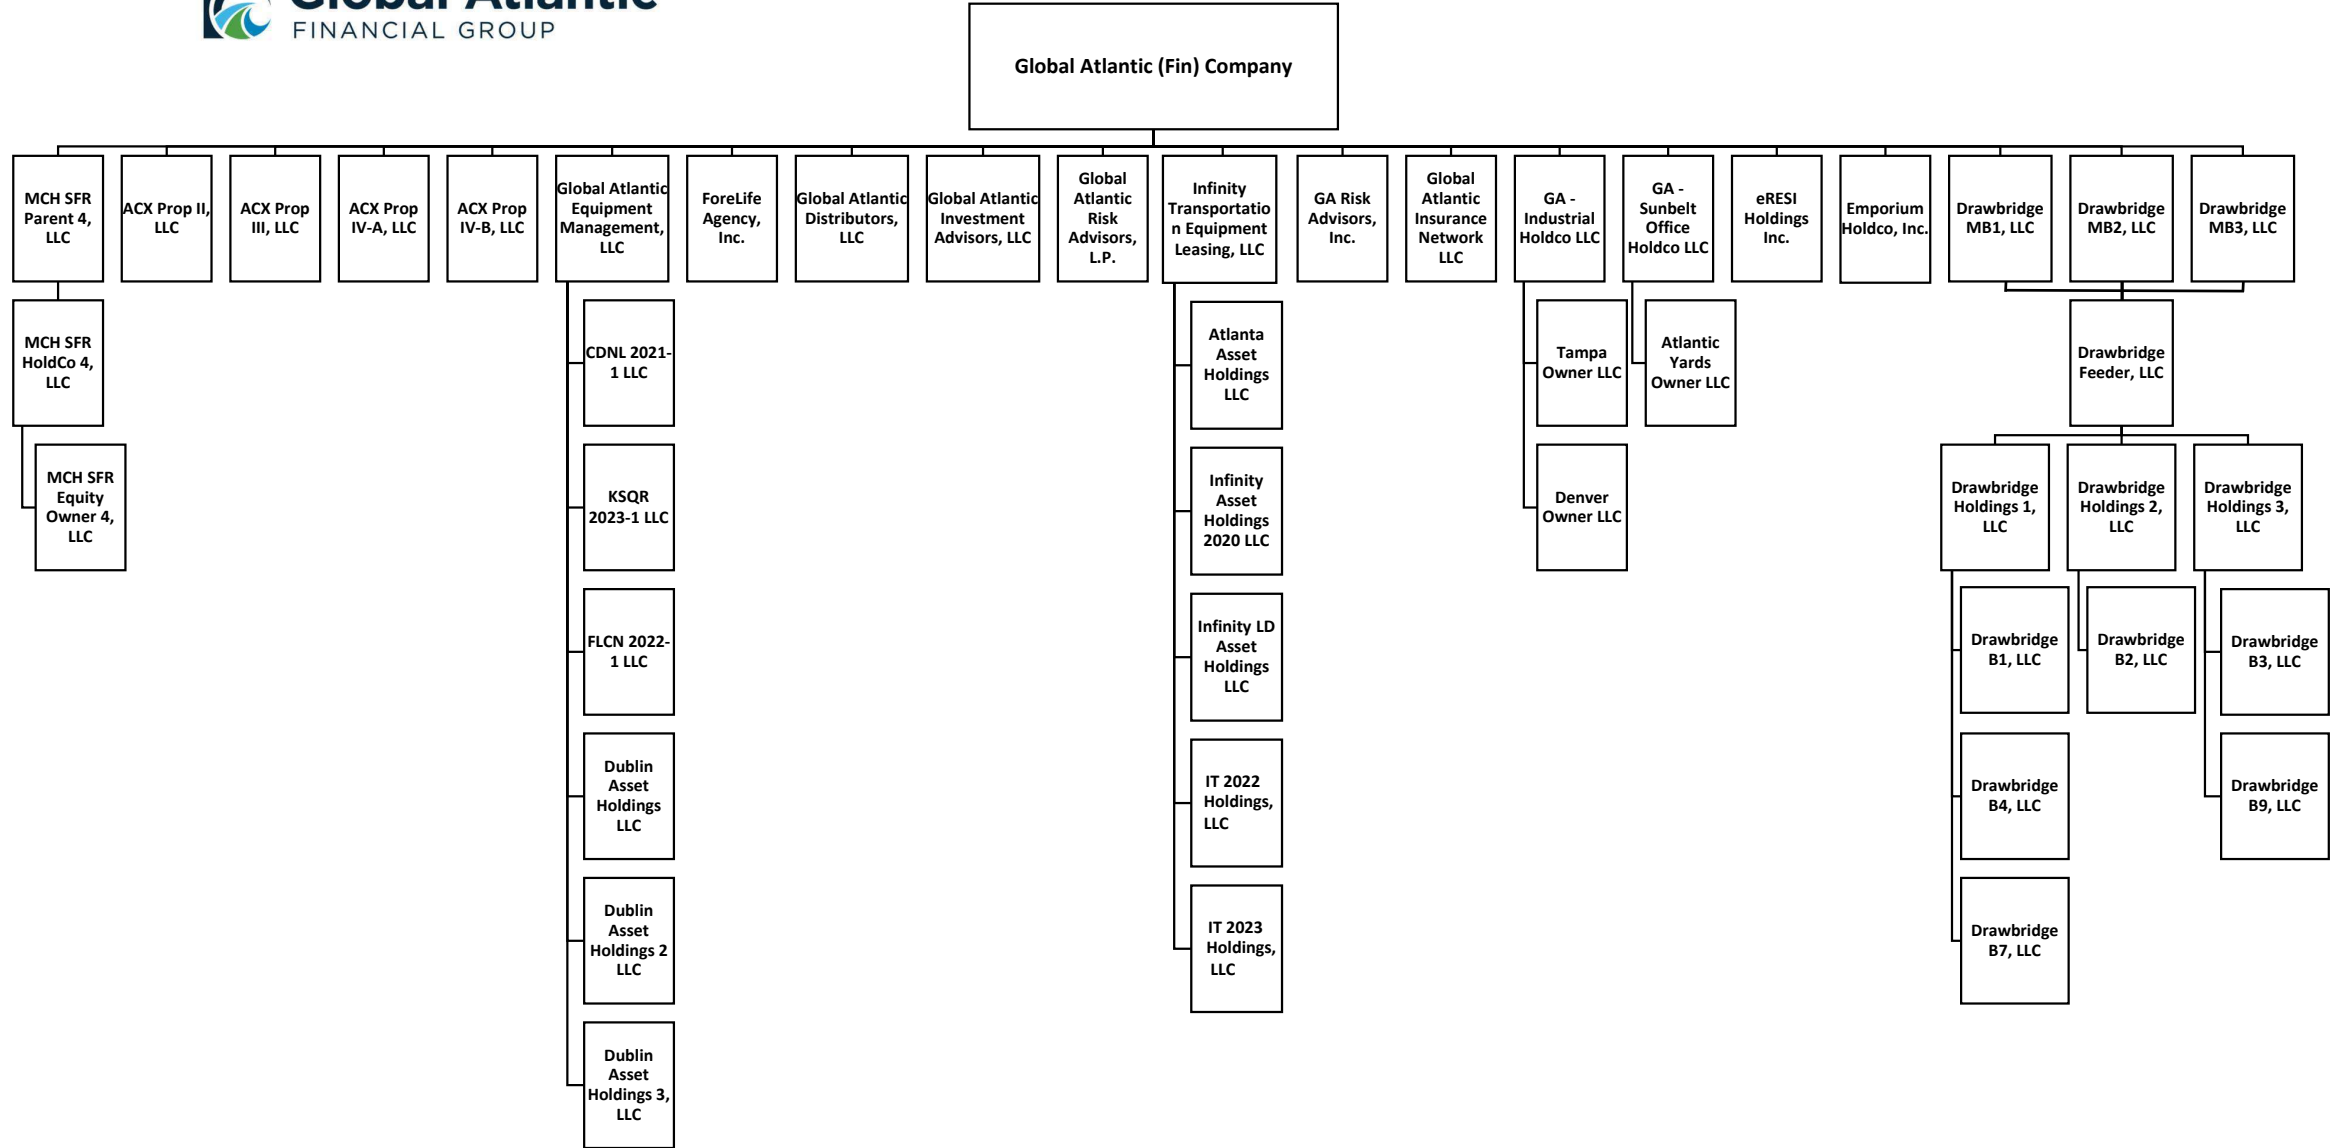 Global Atlantic
FINANCIAL GROUP
Global Atlantic (Fin) Company
MCH SFR
Parent 4,
LLC
ACX Prop II,
LLC
ACX Prop
III, LLC
ACX Prop
IV-A, LLC
ACX Prop
IV-B, LLC
Global Atlantic
Equipment
Management,
LLC
ForeLife
Agency,
Inc.
Global Atlantic
Distributors,
LLC
Global Atlantic
Investment
Advisors, LLC
Global
Atlantic
Risk
Advisors,
L.P.
Infinity
Transportatio
n Equipment
Leasing, LLC
GA Risk
Advisors,
Inc.
Global
Atlantic
Insurance
Network
LLC
GA -
Industrial
Holdco LLC
GA -
Sunbelt
Office
Holdco LLC
eRESI
Holdings
Inc.
Emporium
Holdco, Inc.
Drawbridge
MB1, LLC
Drawbridge
MB2, LLC
Drawbridge
MB3, LLC
MCH SFR
HoldCo 4,
LLC
MCH SFR
Equity
Owner 4,
LLC
CDNL 2021-
1 LLC
KSQR
2023-1 LLC
FLCN 2022-
1 LLC
Dublin
Asset
Holdings
LLC
Dublin
Asset
Holdings 2
LLC
Dublin
Asset
Holdings 3,
LLC
Atlanta
Asset
Holdings
LLC
Infinity
Asset
Holdings
2020 LLC
Infinity LD
Asset
Holdings
LLC
IT 2022
Holdings,
LLC
IT 2023
Holdings,
LLC
Tampa
Owner LLC
Denver
Owner LLC
Atlantic
Yards
Owner LLC
Drawbridge
Feeder, LLC
Drawbridge
Holdings 1,
LLC
Drawbridge
Holdings 2,
LLC
Drawbridge
Holdings 3,
LLC
Drawbridge
B1, LLC
Drawbridge
B4, LLC
Drawbridge
B7, LLC
Drawbridge
B2, LLC
Drawbridge
B3, LLC
Drawbridge
B9, LLC